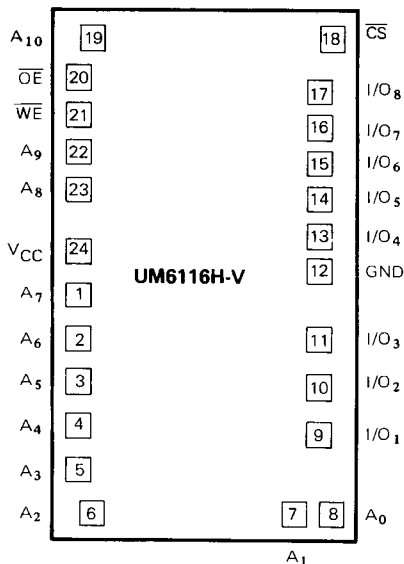 A10 19 18 CS
OE 20
17 I/O8
WE 21
16 I/O7
A9 22
15 I/O6
A8 23
14 I/O5
13 I/O4
VCC 24
12 GND
UM6116H-V
A7 1
A6 2 11 I/O3
A5 3
10 I/O2
A4 4
9 I/O1
A3 5
A2 6 7 8 A0
A1